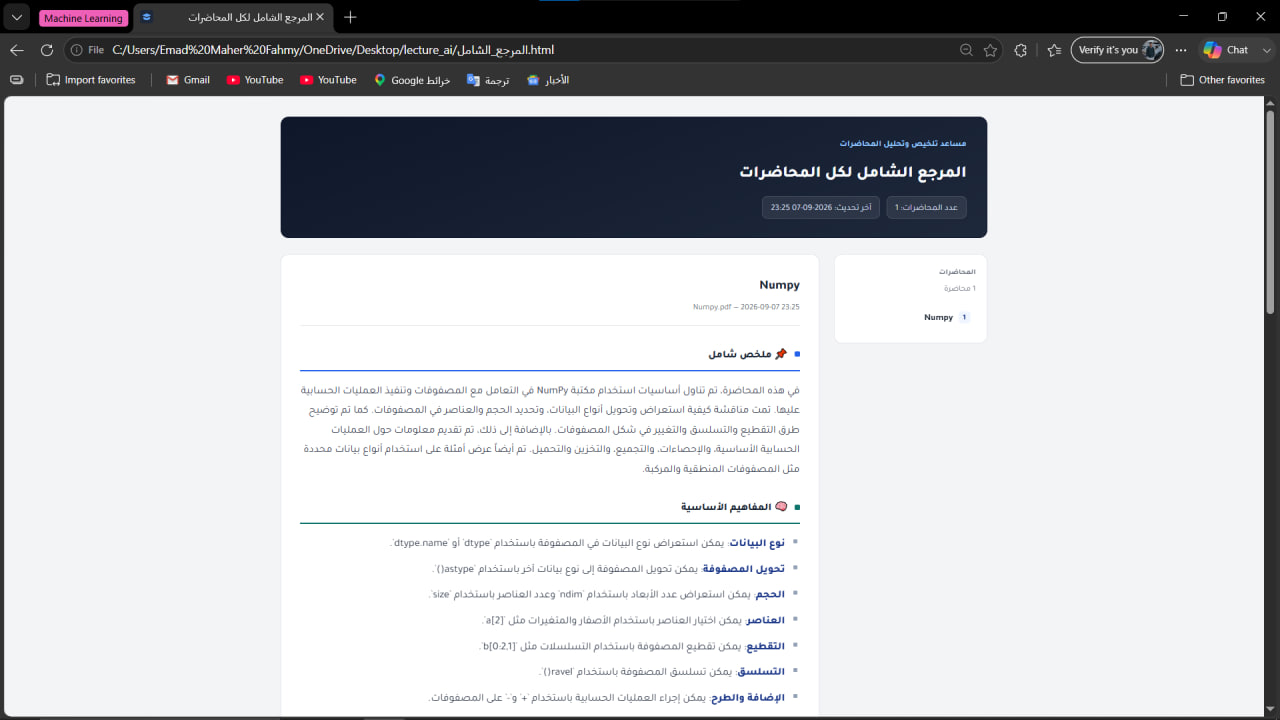 Machine Learning
المرجع الشامل لكل المحاضرات
File C:/Users/Emad%20Maher%20Fahmy/OneDrive/Desktop/lecture_ai/المرجع_الشامل.html
Verify it's you
Chat
Import favorites
Gmail
YouTube
YouTube
خرائط Google
ترجمة
الأخبار
Other favorites
مساعد تلخيص وتحليل المحاضرات
المرجع الشامل لكل المحاضرات
عدد المحاضرات: 1
آخر تحديث: 2026-09-07 23:25
المحاضرات
1 محاضرة
1 Numpy
Numpy
Numpy.pdf — 2026-09-07 23:25
📌 ملخص شامل
في هذه المحاضرة، تم تناول أساسيات استخدام مكتبة NumPy في التعامل مع المصفوفات وتنفيذ العمليات الحسابية
عليها. تمت مناقشة كيفية استعراض وتحويل أنواع البيانات، وتحديد الحجم والعناصر في المصفوفات. كما تم توضيح
طرق التقطيع والتسلسق والتغيير في شكل المصفوفات. بالإضافة إلى ذلك، تم تقديم معلومات حول العمليات
الحسابية الأساسية، والإحصاءات، والتجميع، والتخزين والتحميل. تم أيضاً عرض أمثلة على استخدام أنواع بيانات محددة
مثل المصفوفات المنطقية والمركبة.
🧠 المفاهيم الأساسية
نوع البيانات: يمكن استعراض نوع البيانات في المصفوفة باستخدام `dtype` أو `dtype.name`.
تحويل المصفوفة: يمكن تحويل المصفوفة إلى نوع بيانات آخر باستخدام `astype()`.
الحجم: يمكن استعراض عدد الأبعاد باستخدام `ndim` وعدد العناصر باستخدام `size`.
العناصر: يمكن اختيار العناصر باستخدام الأصفار والمتغيرات مثل `a[2]`.
التقطيع: يمكن تقطيع المصفوفة باستخدام التسلسلات مثل `b[0:2,1]`.
التسلسق: يمكن تسلسق المصفوفة باستخدام `ravel()`.
الإضافة والطرح: يمكن إجراء العمليات الحسابية باستخدام `+` و`-` على المصفوفات.